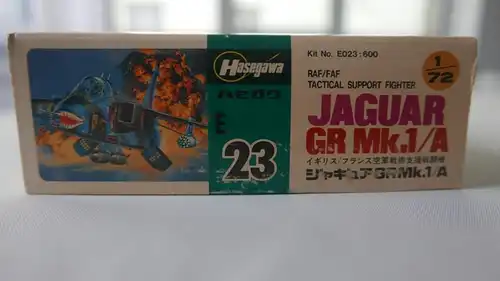 Hasegawa
ハセガワ
E
23
Kit No. E023:600
RAF/FAF
TACTICAL SUPPORT FIGHTER
1/72
JAGUAR
GR Mk.1/A
イギリス/フランス空軍戦術支援戦闘機
ジャギュアGR.Mk.1/A